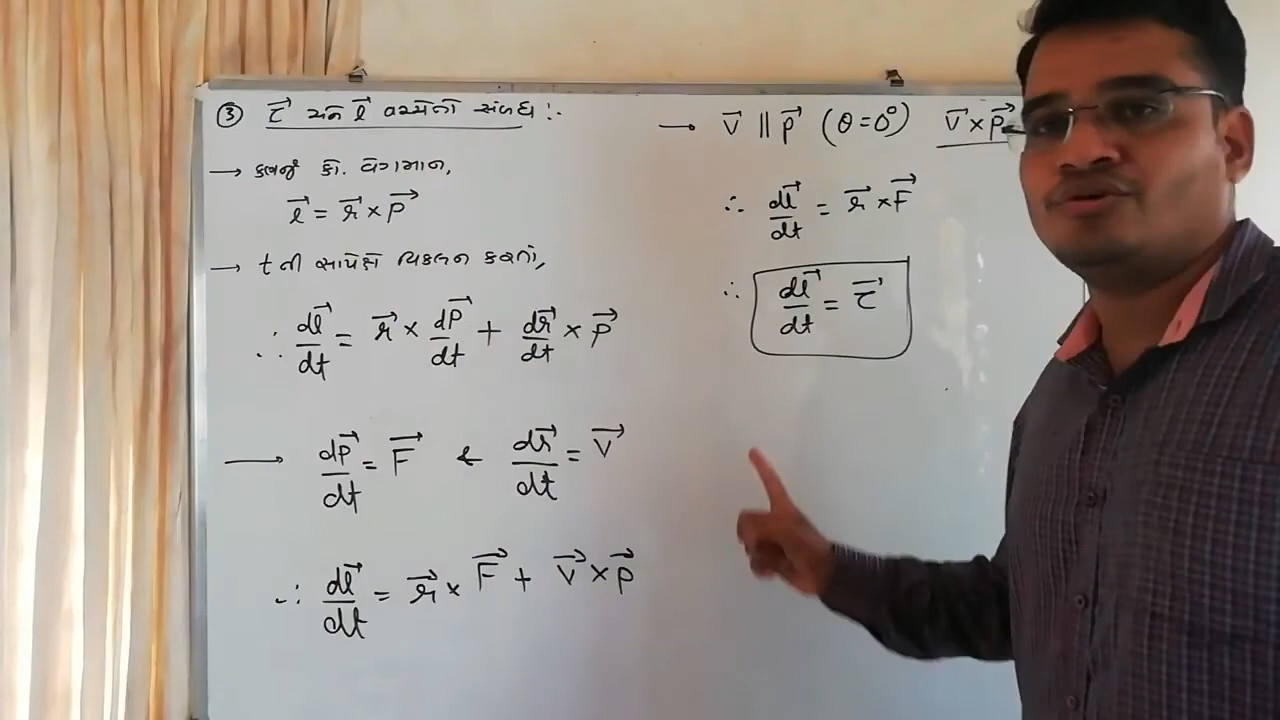 ③ τ⃗ અને l⃗ વચ્ચેનો સંબંધ :-
→ કણનું કો. વેગમાન,
l⃗ = r⃗ × P⃗
→ t ની સાપેક્ષે વિકલન કરતાં,
∴ dl⃗/dt = r⃗ × dP⃗/dt + dr⃗/dt × P⃗
→ dP⃗/dt = F⃗ & dr⃗/dt = V⃗
∴ dl⃗/dt = r⃗ × F⃗ + V⃗ × P⃗
→ V⃗ || P⃗ (θ = 0°) V⃗ × P⃗
∴ dl⃗/dt = r⃗ × F⃗
∴ dl⃗/dt = τ⃗